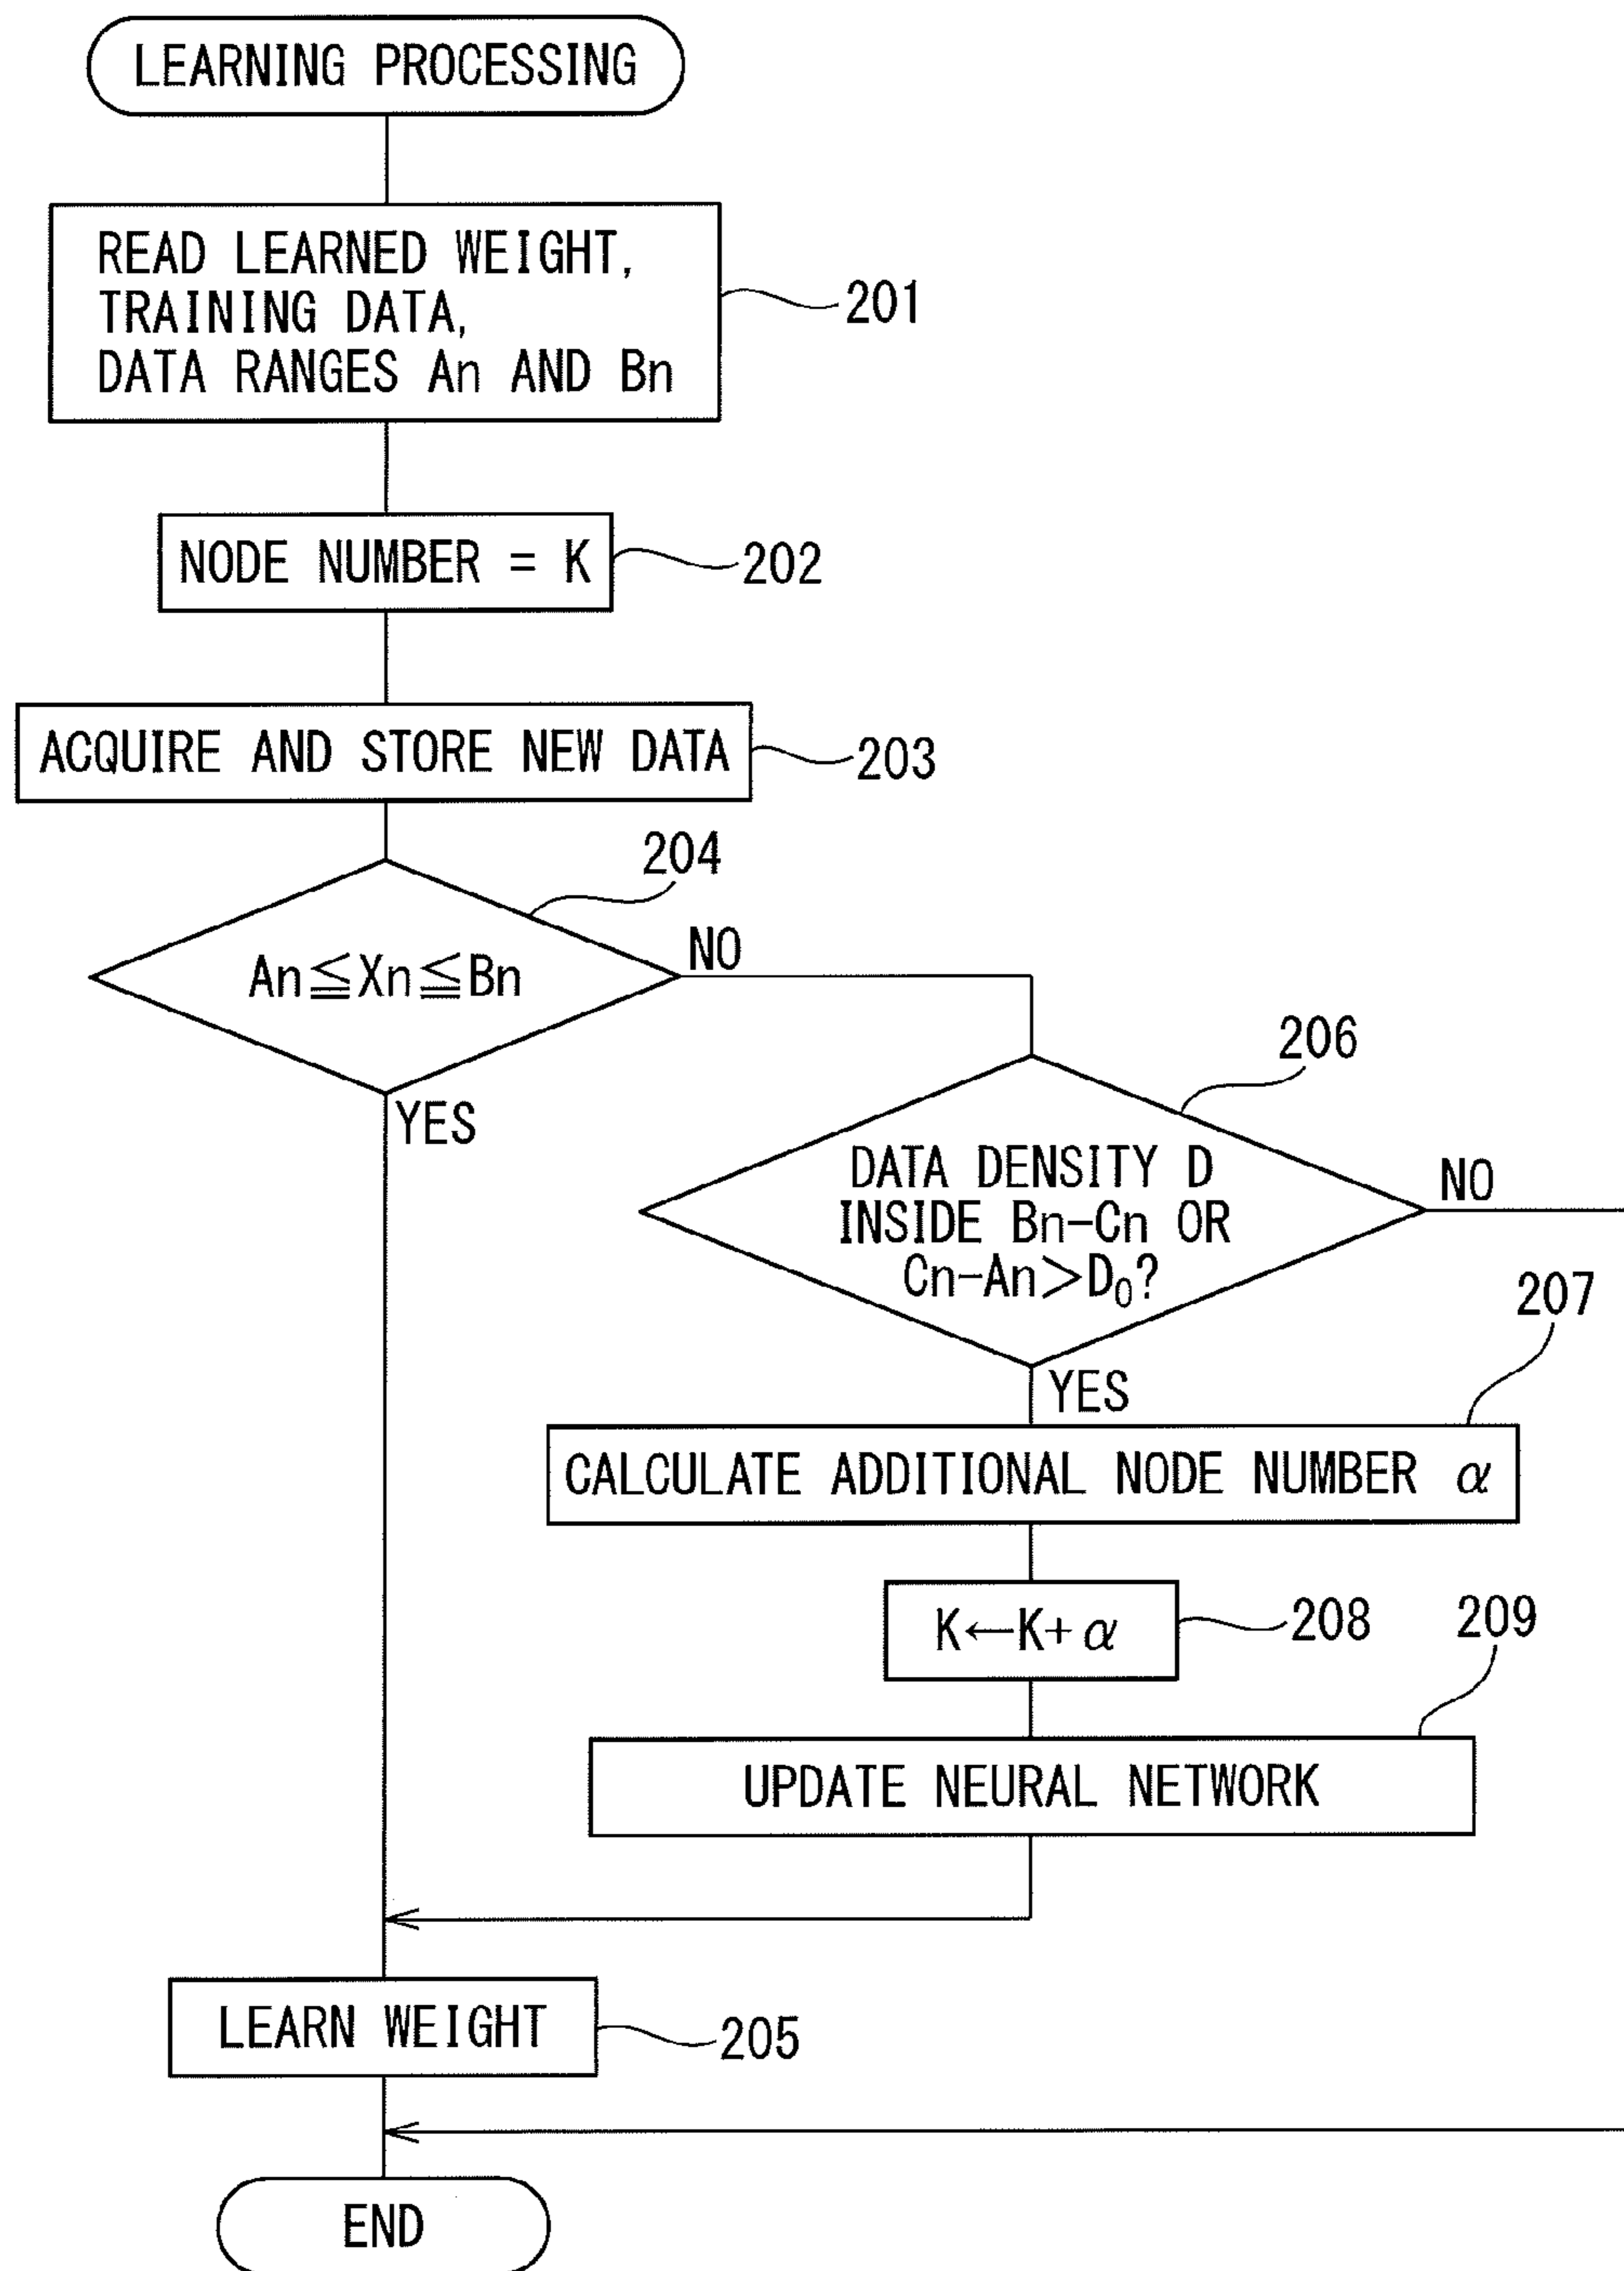 LEARNING PROCESSING
READ LEARNED WEIGHT,
TRAINING DATA,
DATA RANGES An AND Bn
201
NODE NUMBER = K
202
ACQUIRE AND STORE NEW DATA
203
204
An≦Xn≦Bn
NO
YES
206
DATA DENSITY D
INSIDE Bn-Cn OR
Cn-An>D₀?
NO
YES
207
CALCULATE ADDITIONAL NODE NUMBER α
K←K+α
208
209
UPDATE NEURAL NETWORK
LEARN WEIGHT
205
END